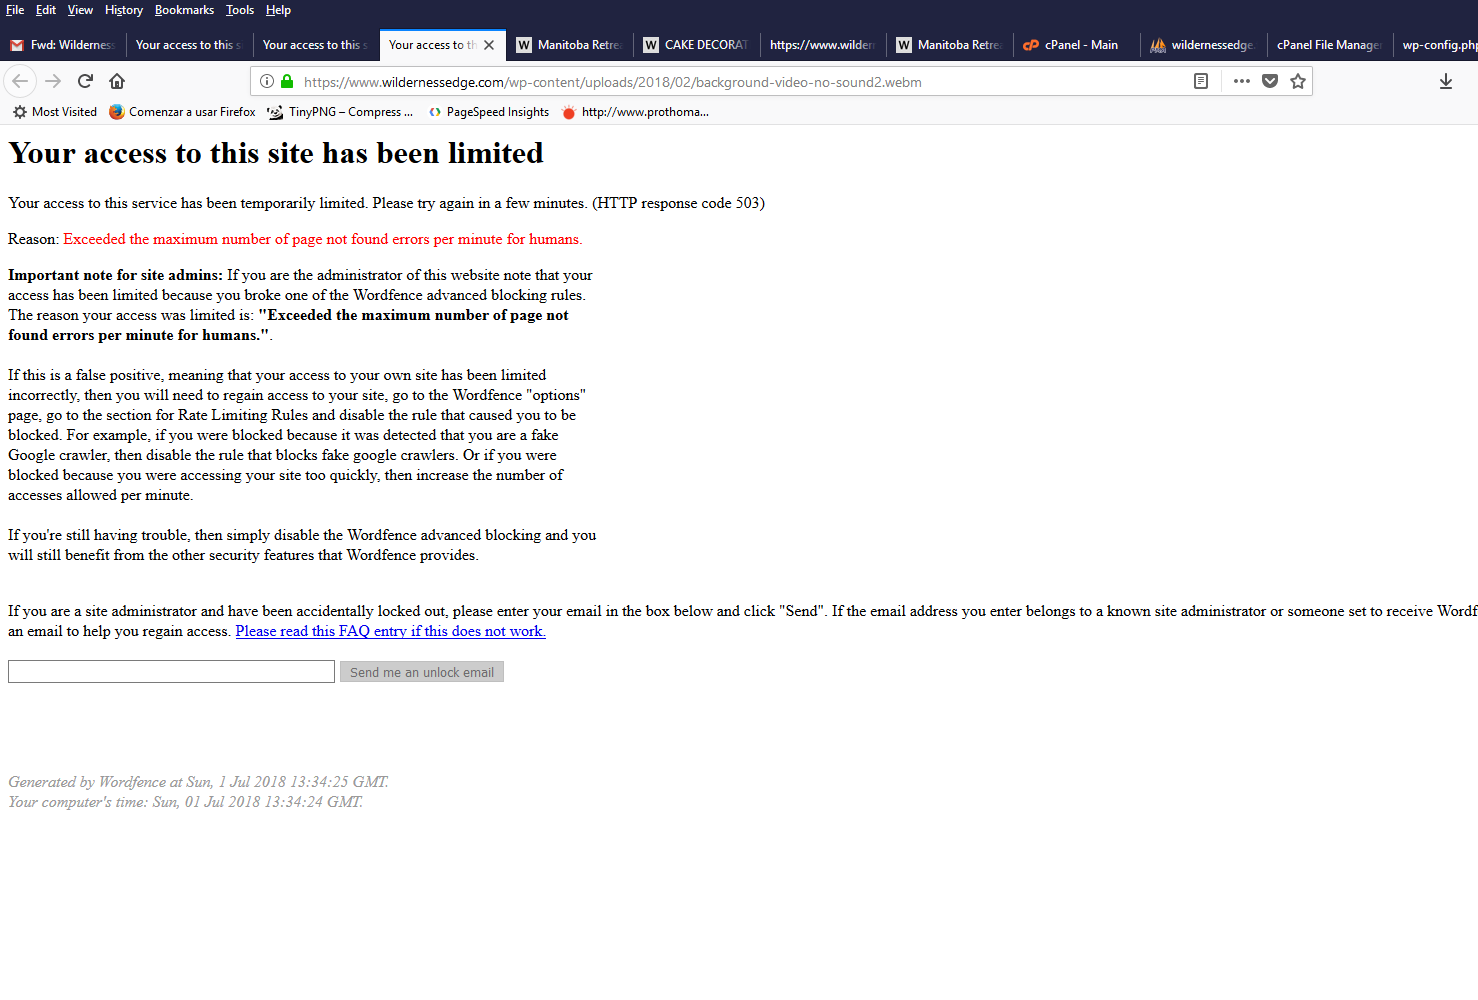 File Edit View History Bookmarks Tools Help
Fwd: Wilderness Your access to this s Your access to this s Your access to th Manitoba Retrea CAKE DECORAT https://www.wilder Manitoba Retrea cPanel - Main wildernessedge. cPanel File Manager wp-config.php
https://www.wildernessedge.com/wp-content/uploads/2018/02/background-video-no-sound2.webm
Most Visited Comenzar a usar Firefox TinyPNG – Compress ... PageSpeed Insights http://www.prothoma...
Your access to this site has been limited
Your access to this service has been temporarily limited. Please try again in a few minutes. (HTTP response code 503)
Reason: Exceeded the maximum number of page not found errors per minute for humans.
Important note for site admins: If you are the administrator of this website note that your
access has been limited because you broke one of the Wordfence advanced blocking rules.
The reason your access was limited is: "Exceeded the maximum number of page not
found errors per minute for humans.".
If this is a false positive, meaning that your access to your own site has been limited
incorrectly, then you will need to regain access to your site, go to the Wordfence "options"
page, go to the section for Rate Limiting Rules and disable the rule that caused you to be
blocked. For example, if you were blocked because it was detected that you are a fake
Google crawler, then disable the rule that blocks fake google crawlers. Or if you were
blocked because you were accessing your site too quickly, then increase the number of
accesses allowed per minute.
If you're still having trouble, then simply disable the Wordfence advanced blocking and you
will still benefit from the other security features that Wordfence provides.
If you are a site administrator and have been accidentally locked out, please enter your email in the box below and click "Send". If the email address you enter belongs to a known site administrator or someone set to receive Wordf
an email to help you regain access. Please read this FAQ entry if this does not work.
Send me an unlock email
Generated by Wordfence at Sun, 1 Jul 2018 13:34:25 GMT.
Your computer's time: Sun, 01 Jul 2018 13:34:24 GMT.